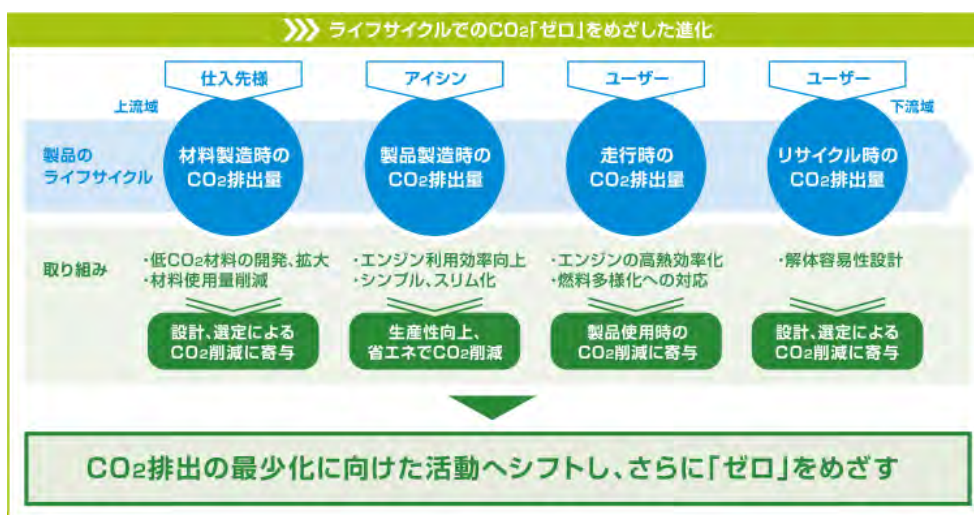 ライフサイクルでのCO2「ゼロ」をめざした進化
仕入先様
アイシン
ユーザー
ユーザー
上流域
下流域
製品の
ライフサイクル
材料製造時の
CO2排出量
製品製造時の
CO2排出量
走行時の
CO2排出量
リサイクル時の
CO2排出量
取り組み
・低CO2材料の開発、拡大
・材料使用量削減
・エンジン利用効率向上
・シンプル、スリム化
・エンジンの高熱効率化
・燃料多様化への対応
・解体容易性設計
設計、選定による
CO2削減に寄与
生産性向上、
省エネでCO2削減
製品使用時の
CO2削減に寄与
設計、選定による
CO2削減に寄与
CO2排出の最少化に向けた活動へシフトし、さらに「ゼロ」をめざす